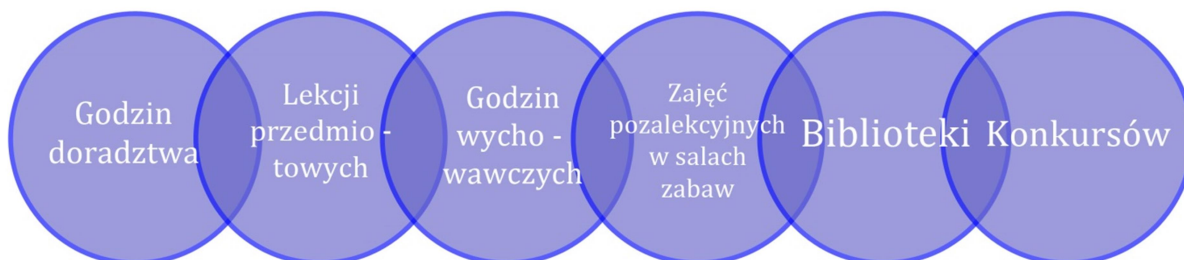 Godzin
doradztwa
Lekcji
przedmio -
towych
Godzin
wycho -
wawczych
Zajęć
pozalekcyjnych
w salach
zabaw
Biblioteki
Konkursów